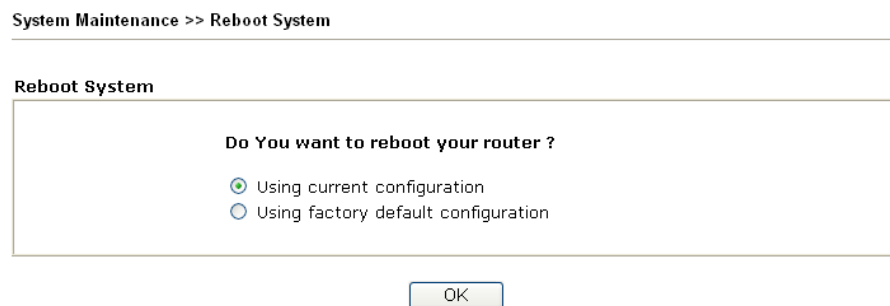 System Maintenance >> Reboot System
Reboot System
Do You want to reboot your router ?
Using current configuration
Using factory default configuration
OK